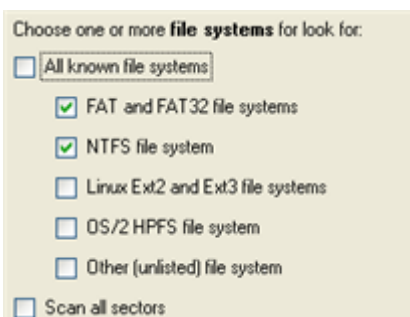 Choose one or more file systems for look for:
All known file systems
FAT and FAT32 file systems
NTFS file system
Linux Ext2 and Ext3 file systems
OS/2 HPFS file system
Other (unlisted) file system
Scan all sectors